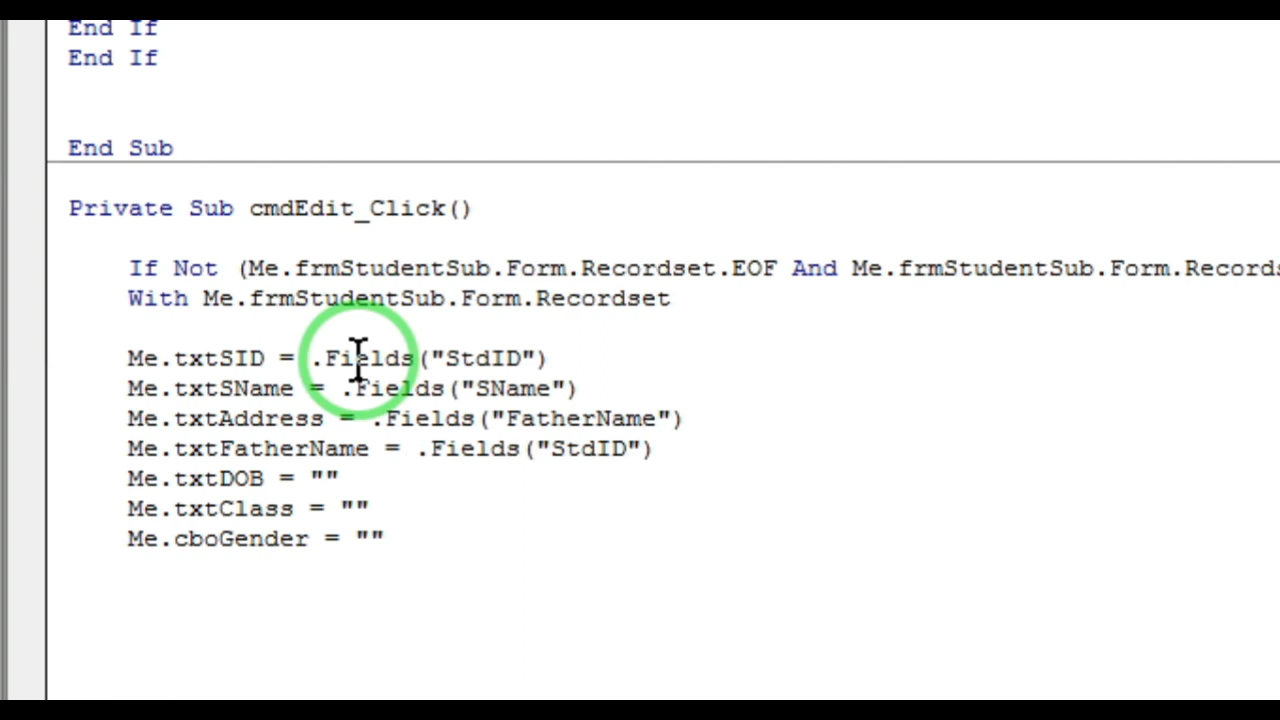 End If
End If
End Sub
Private Sub cmdEdit_Click()
If Not (Me.frmStudentSub.Form.Recordset.EOF And Me.frmStudentSub.Form.Records
With Me.frmStudentSub.Form.Recordset
Me.txtSID = .Fields("StdID")
Me.txtSName = .Fields("SName")
Me.txtAddress = .Fields("FatherName")
Me.txtFatherName = .Fields("StdID")
Me.txtDOB = ""
Me.txtClass = ""
Me.cboGender = ""